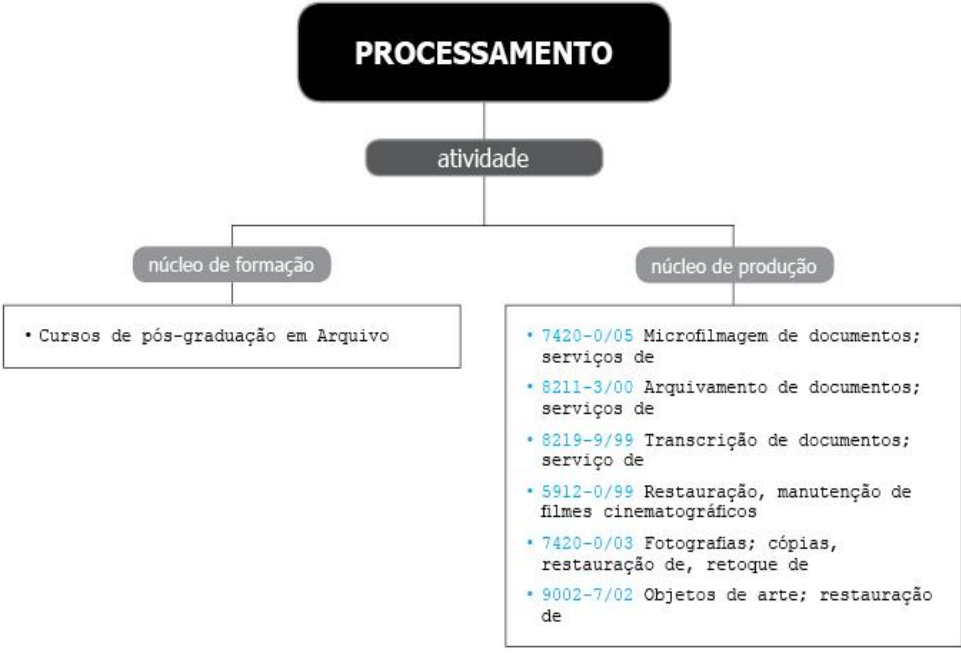 PROCESSAMENTO
atividade
núcleo de formação
• Cursos de pós-graduação em Arquivo
núcleo de produção
• 7420-0/05 Microfilmagem de documentos;
serviços de
• 8211-3/00 Arquivamento de documentos;
serviços de
• 8219-9/99 Transcrição de documentos;
serviço de
• 5912-0/99 Restauração, manutenção de
filmes cinematográficos
• 7420-0/03 Fotografias; cópias,
restauração de, retoque de
• 9002-7/02 Objetos de arte; restauração
de